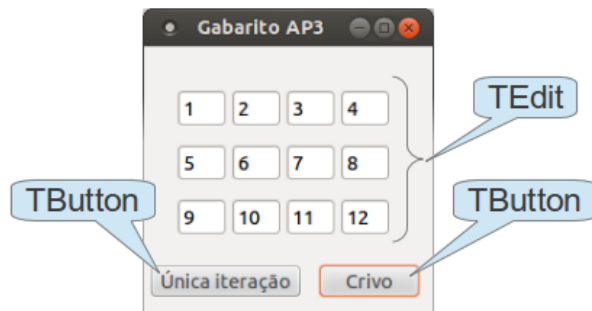 Gabarito AP3
1 2 3 4
TEdit
5 6 7 8
TButton
TButton
9 10 11 12
Única iteração
Crivo